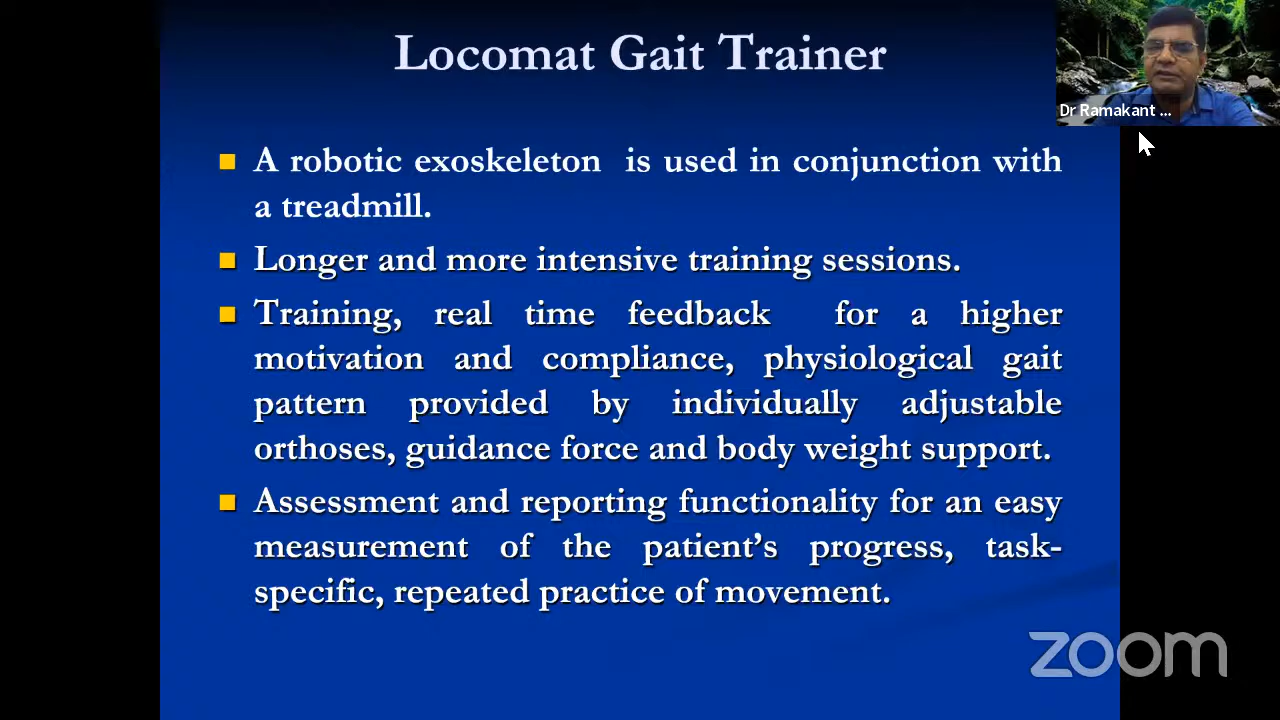 Locomat Gait Trainer
Dr Ramakant ...
A robotic exoskeleton is used in conjunction with
a treadmill.
Longer and more intensive training sessions.
Training, real time feedback for a higher
motivation and compliance, physiological gait
pattern provided by individually adjustable
orthoses, guidance force and body weight support.
Assessment and reporting functionality for an easy
measurement of the patient's progress, task-
specific, repeated practice of movement.
zoom